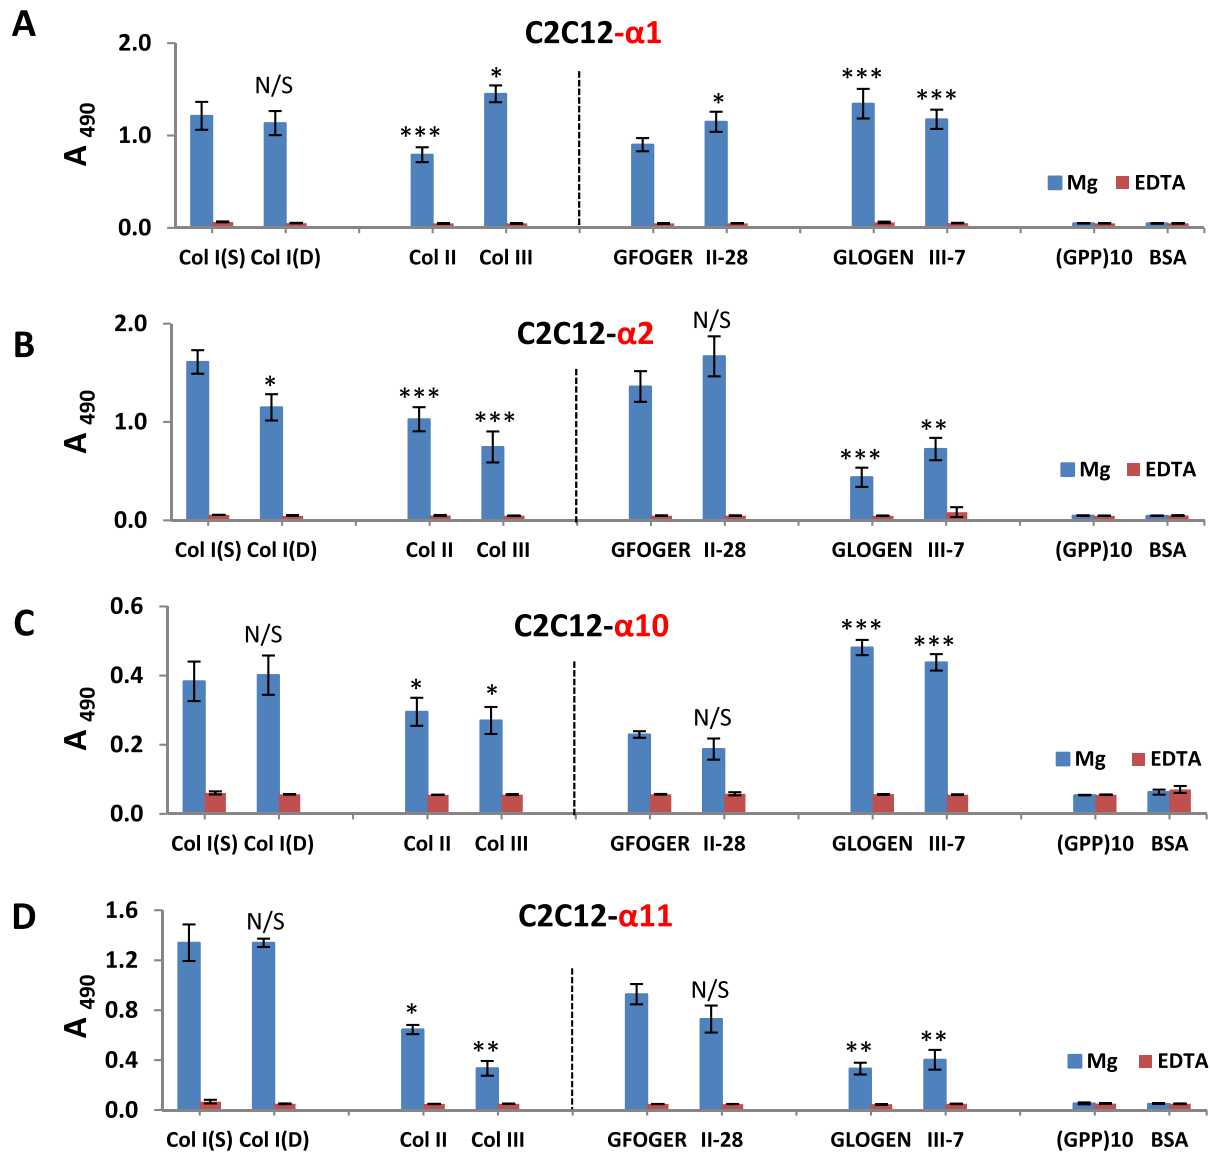 A
C2C12-α1
2.0
1.0
0.0
A 490
N/S
***
*
*
***
***
Mg EDTA
Col I(S) Col I(D) Col II Col III GFOGER II-28 GLOGEN III-7 (GPP)10 BSA
B
C2C12-α2
2.0
1.0
0.0
A 490
*
***
***
N/S
***
**
Mg EDTA
Col I(S) Col I(D) Col II Col III GFOGER II-28 GLOGEN III-7 (GPP)10 BSA
C
C2C12-α10
0.6
0.4
0.2
0.0
A 490
N/S
*
*
N/S
***
***
Mg EDTA
Col I(S) Col I(D) Col II Col III GFOGER II-28 GLOGEN III-7 (GPP)10 BSA
D
C2C12-α11
1.6
1.2
0.8
0.4
0.0
A 490
N/S
*
**
N/S
**
**
Mg EDTA
Col I(S) Col I(D) Col II Col III GFOGER II-28 GLOGEN III-7 (GPP)10 BSA